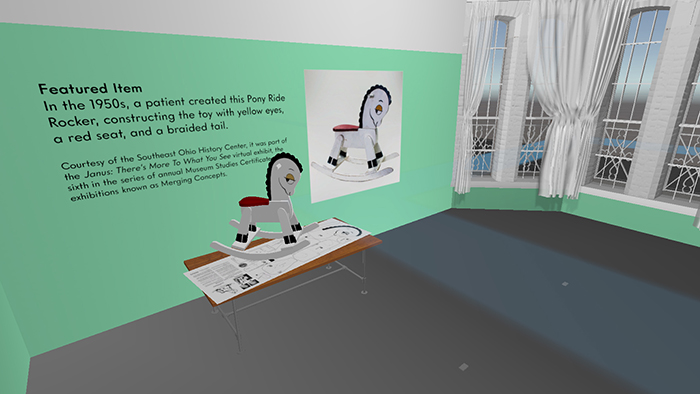 Featured Item
In the 1950s, a patient created this Pony Ride
Rocker, constructing the toy with yellow eyes,
a red seat, and a braided tail.
Courtesy of the Southeast Ohio History Center, it was part of
the Janus: There's More To What You See virtual exhibit, the
sixth in the series of annual Museum Studies Certificate
exhibitions known as Merging Concepts.